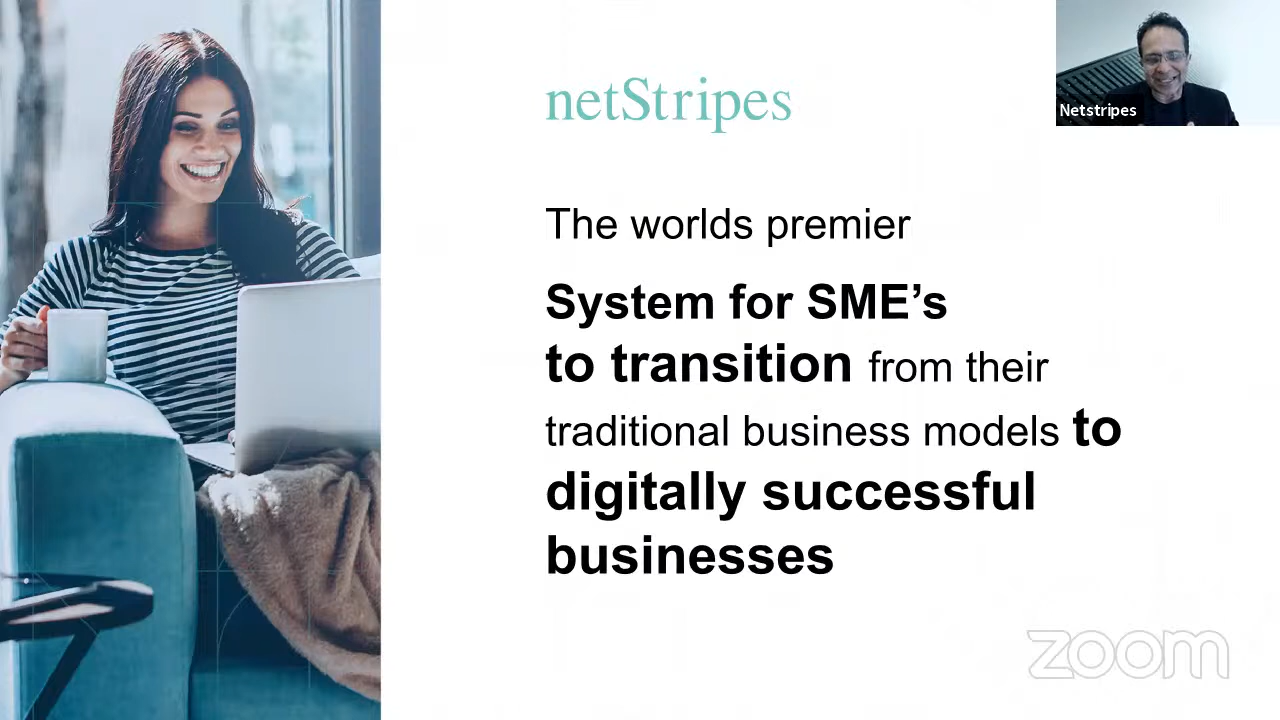 netStripes
Netstripes
The worlds premier
System for SME’s
to transition from their
traditional business models to
digitally successful
businesses
zoom